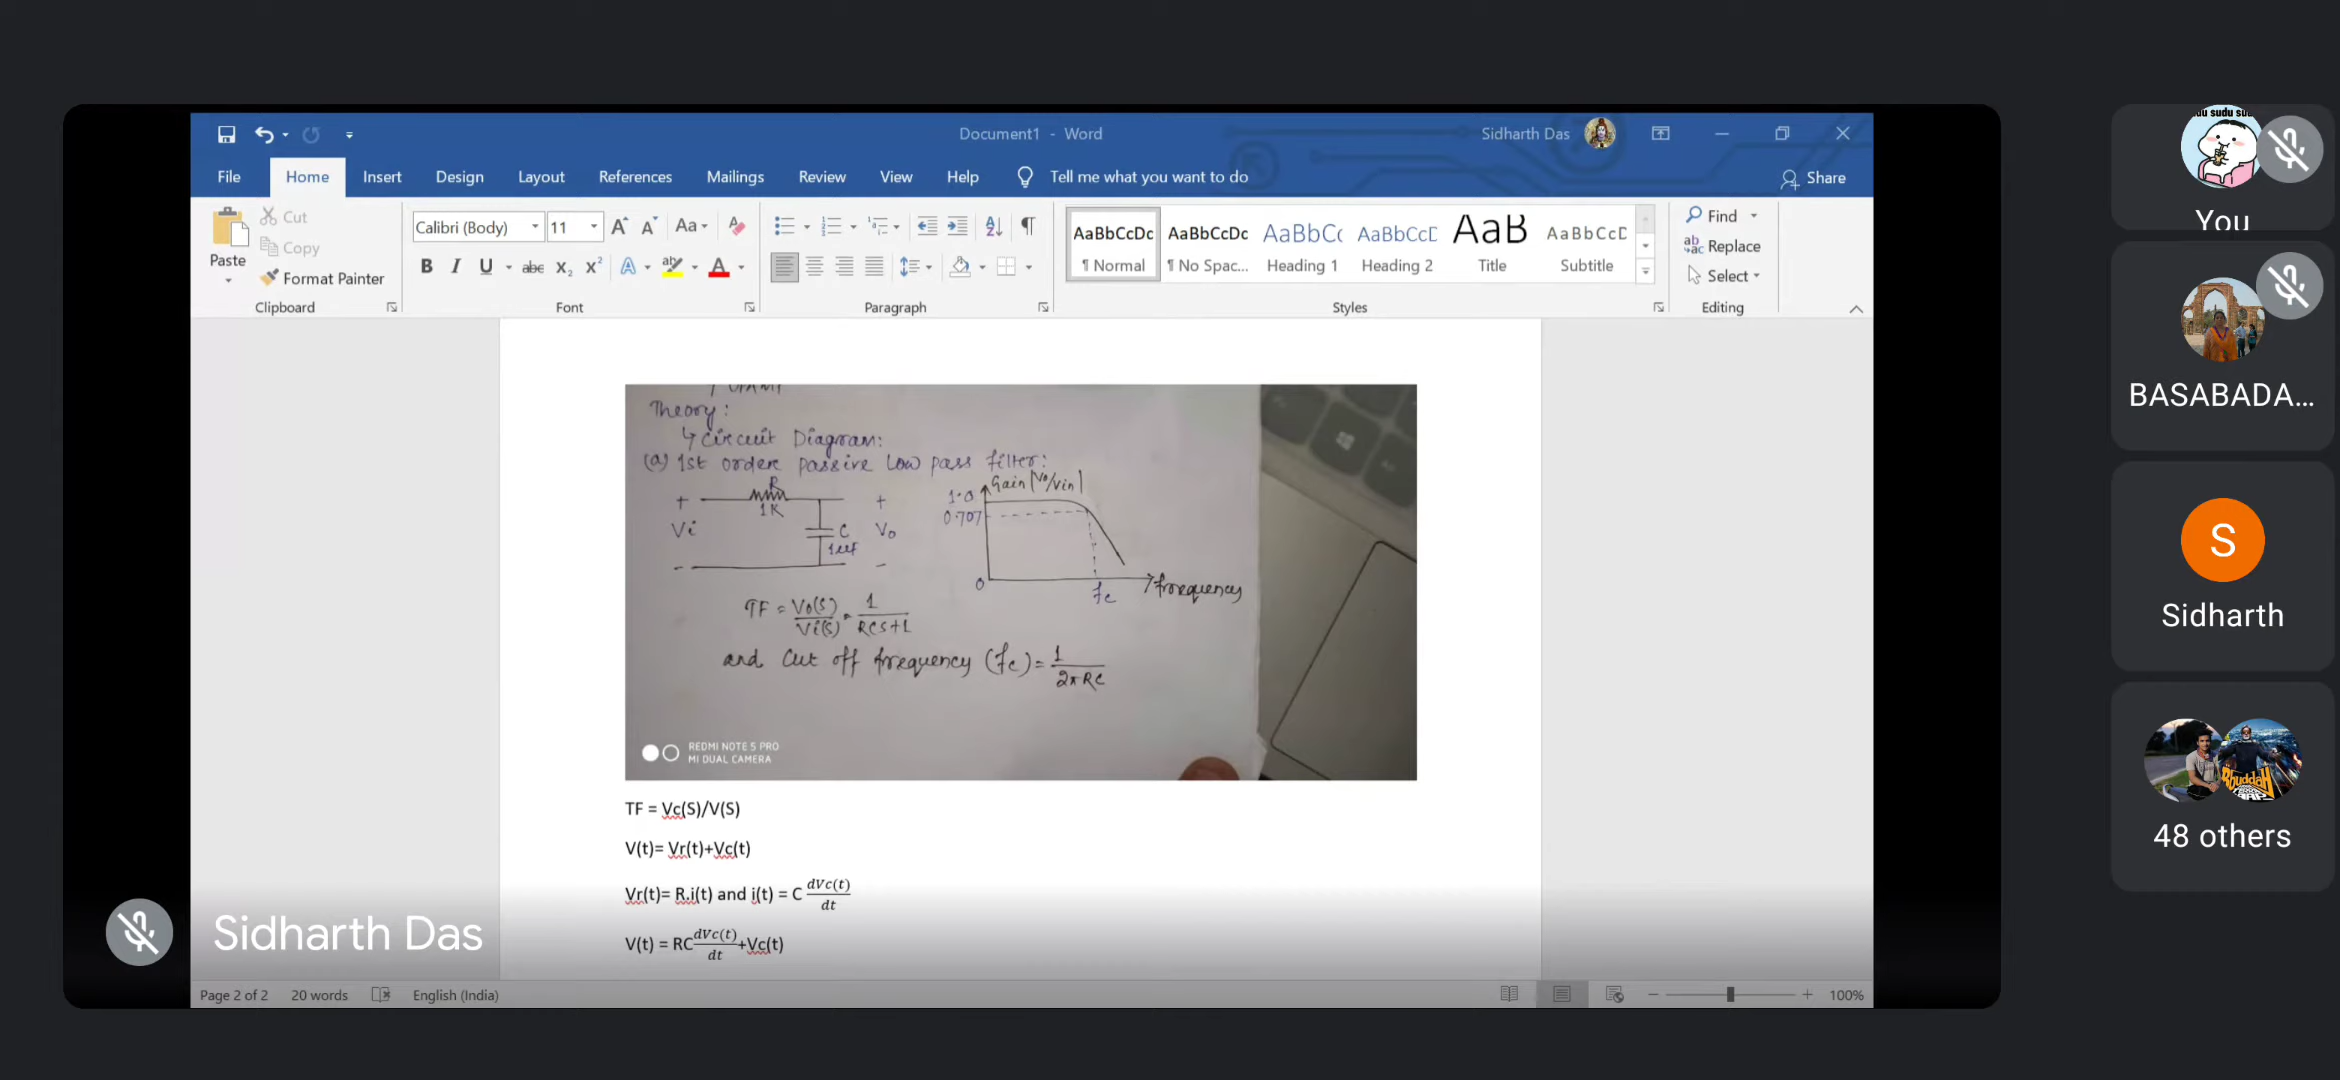 Document1 - Word
Sidharth Das
File Home Insert Design Layout References Mailings Review View Help Tell me what you want to do
Share
Paste
Cut
Copy
Format Painter
Clipboard
Calibri (Body) 11
Font
Paragraph
AaBbCcDc AaBbCcDc AaBbCc AaBbCcD AaB AaBbCcD
¶ Normal ¶ No Spac... Heading 1 Heading 2 Title Subtitle
Styles
Find
Replace
Select
Editing
Theory:
↳ Circuit Diagram:
(a) 1st order passive Low pass filter:
R
1K
+
Vi
-
C
1uf
+
Vo
-
Gain |Vo/Vin|
1.0
0.707
0
fc
frequency
TF = Vo(S)/Vi(S) = 1/RCS+1
and Cut off frequency (fc) = 1/2πRC
REDMI NOTE 5 PRO
MI DUAL CAMERA
TF = Vc(S)/V(S)
V(t)= Vr(t)+Vc(t)
Vr(t)= R.i(t) and i(t) = C dVc(t)/dt
V(t) = RC dVc(t)/dt +Vc(t)
Sidharth Das
Page 2 of 2 20 words English (India)
100%
You
BASABADA...
S
Sidharth
48 others